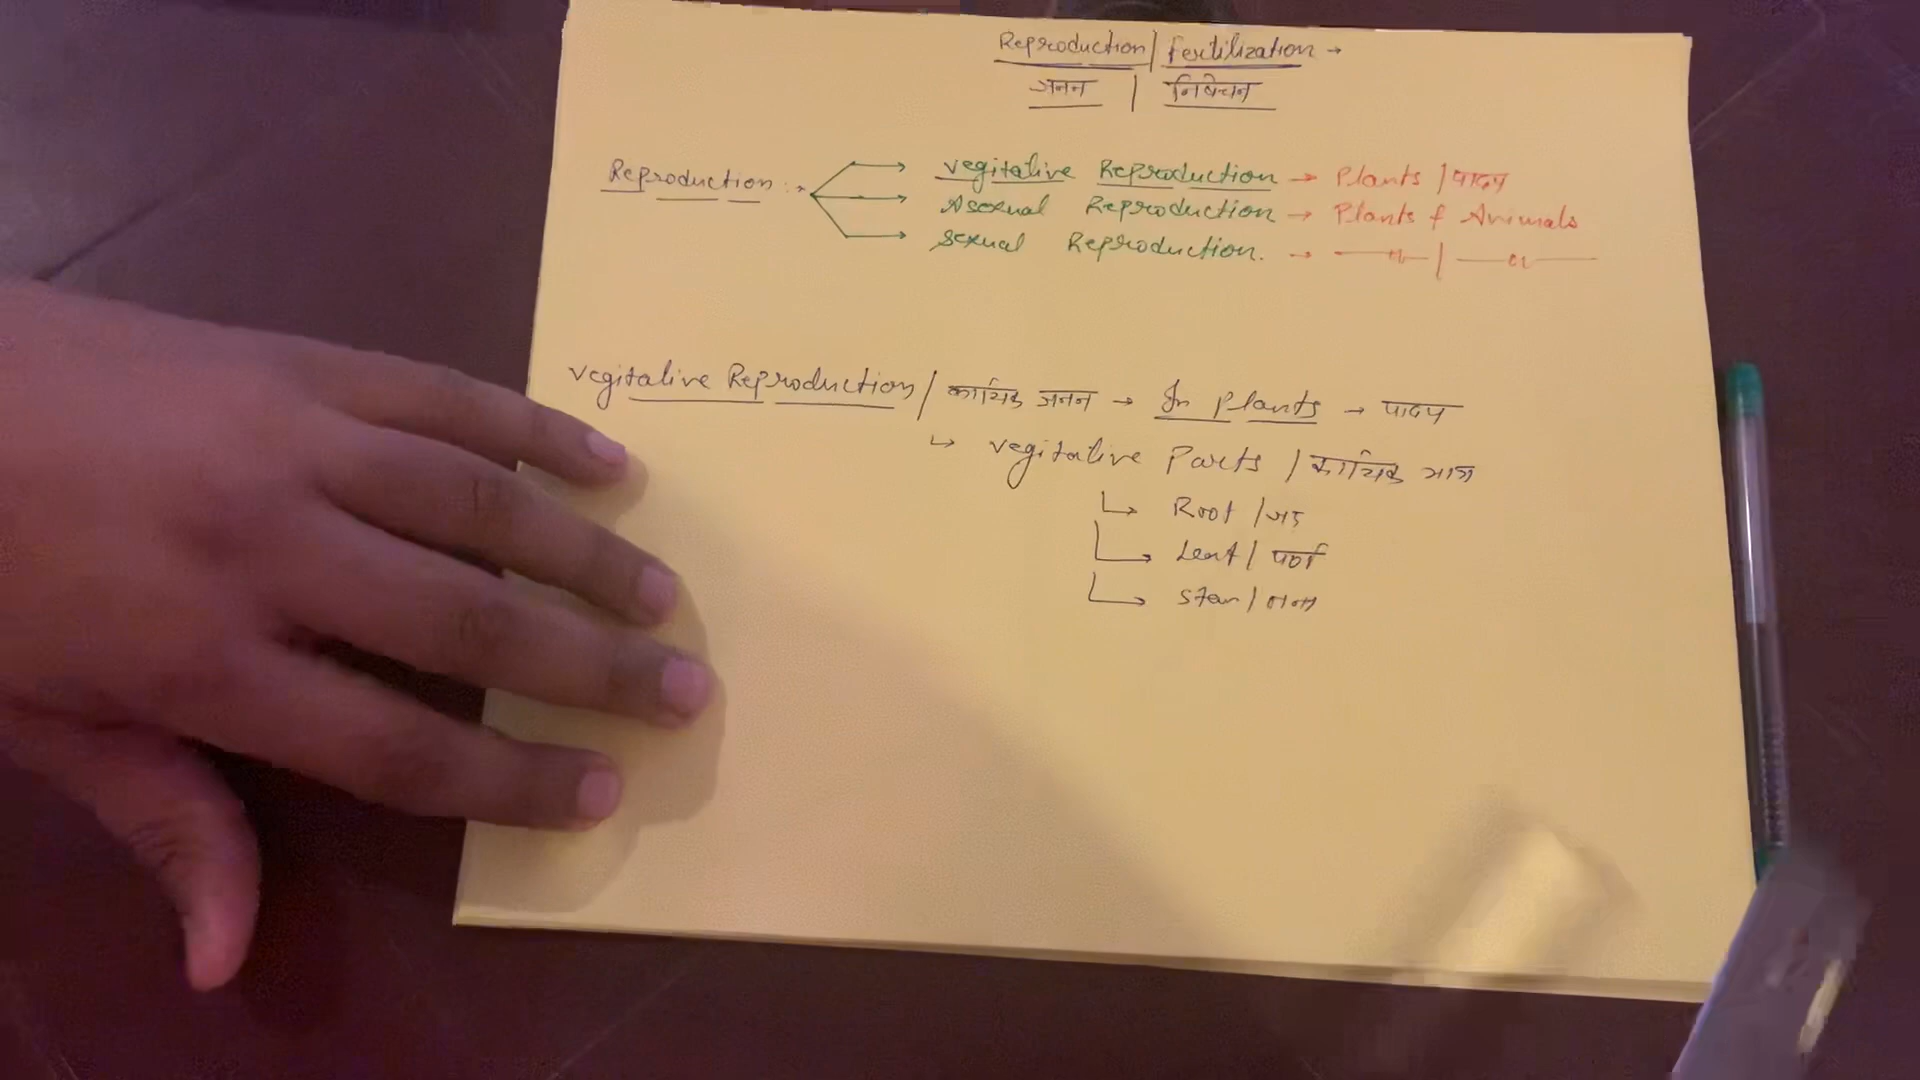 Reproduction | Fertilization →
जनन | निषेचन
Reproduction :→
→ Vegitative Reproduction → Plants / पादप
→ Asexual Reproduction → Plants & Animals
→ Sexual Reproduction. → —〃— | —〃—
Vegitative Reproduction / कायिक जनन → In Plants → पादप
↳ Vegitative Parts / कायिक भाग
↳ Root / जड
↳ Leaf / पर्ण
↳ Stem / तना